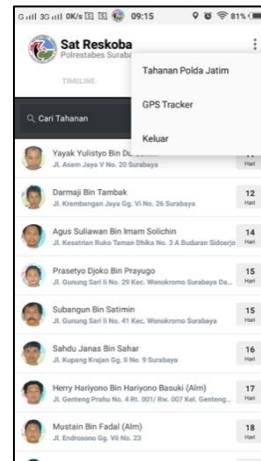 G 3G 0K/s 09:15 81%
Sat Reskoba
Polrestabes Surab
TIMELINE
Tahanan Polda Jatim
GPS Tracker
Keluar
Cari Tahanan
Yayak Yulistyo Bin
Jl. Asem Jaya V No. 20 Surabaya
Hari
Darmaji Bin Tambak
12
Jl. Krembangan Jaya Gg. Vi No. 26 Surabaya
Hari
Agus Suliawan Bin Imam Solichin
14
Jl. Kesatrian Ruko Taman Dhika No. 3 A Buduran Sidoarjo
Hari
Prasetyo Djoko Bin Prayugo
15
Jl. Gunung Sari Ii No. 29 Kec. Wonokromo Surabaya Da...
Hari
Subangun Bin Satimin
15
Jl. Gunung Sari Ii No. 41 Kec. Wonokromo Surabaya
Hari
Sahdu Janas Bin Sahar
16
Jl. Kupang Krajan Gg. Ii No. 9 Surabaya
Hari
Herry Hariyono Bin Hariyono Basuki (Alm)
17
Jl. Genteng Prahu No. 4 Rt. 001/ Rw. 007 Kel. Genteng...
Hari
Mustain Bin Fadal (Alm)
18
Jl. Endrosono Gg. Vii No. 23
Hari